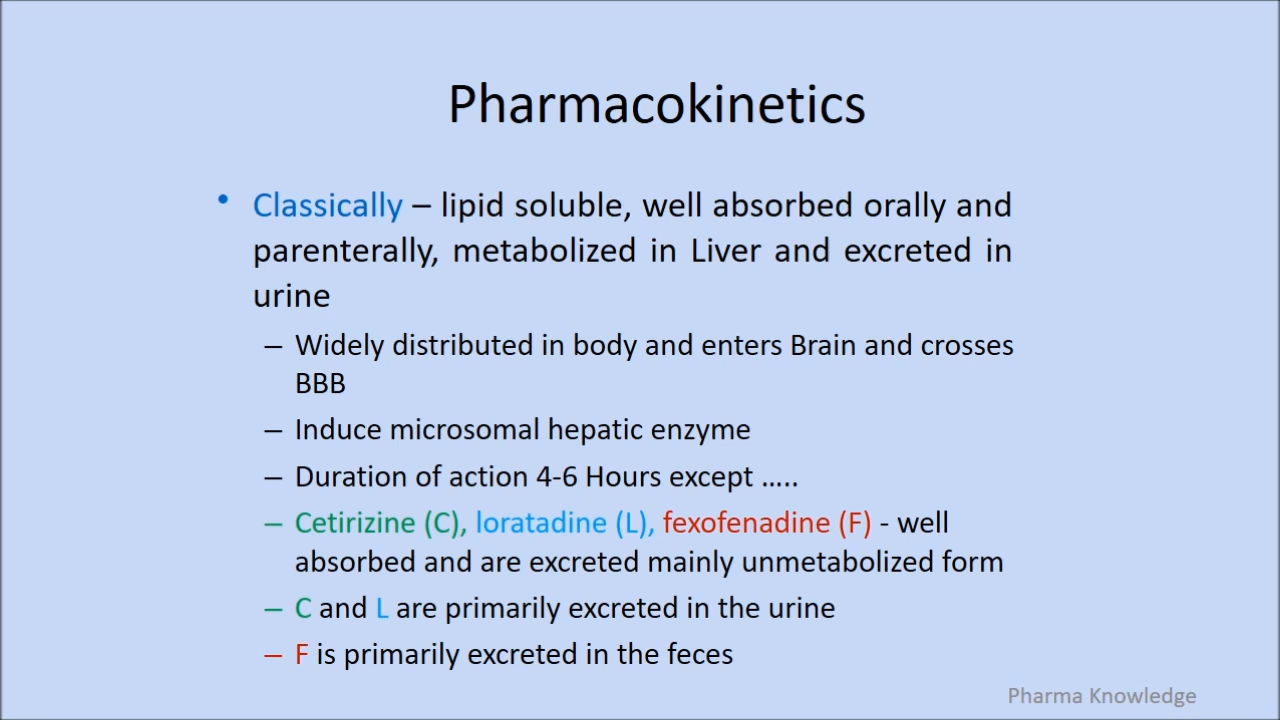 Pharmacokinetics
• Classically – lipid soluble, well absorbed orally and
parenterally, metabolized in Liver and excreted in
urine
– Widely distributed in body and enters Brain and crosses
BBB
– Induce microsomal hepatic enzyme
– Duration of action 4-6 Hours except …..
– Cetirizine (C), loratadine (L), fexofenadine (F) - well
absorbed and are excreted mainly unmetabolized form
– C and L are primarily excreted in the urine
– F is primarily excreted in the feces
Pharma Knowledge